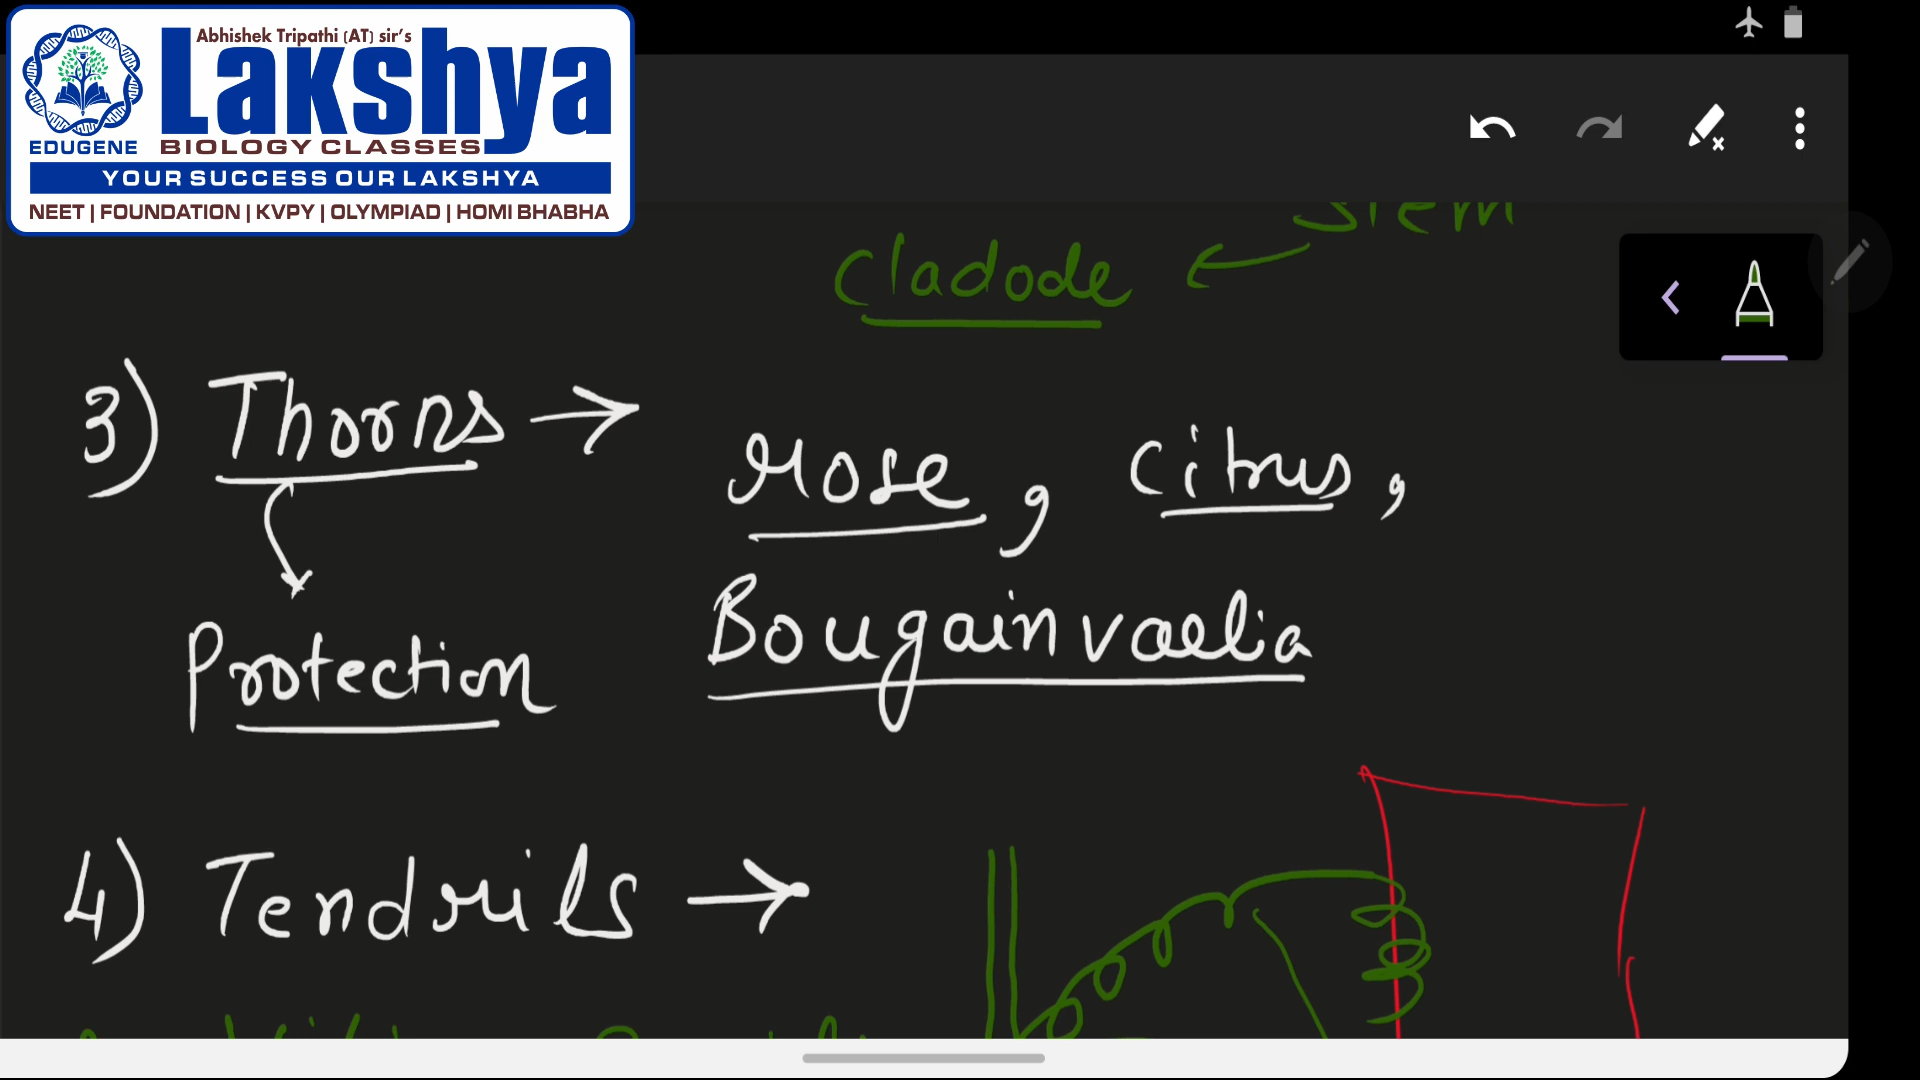 Abhishek Tripathi (AT) sir's
Lakshya
EDUGENE BIOLOGY CLASSES
YOUR SUCCESS OUR LAKSHYA
NEET | FOUNDATION | KVPY | OLYMPIAD | HOMI BHABHA
stem
Cladode ←
3) Thorns → Rose, Citrus,
Bougainvaelia
Protection
4) Tendrils →